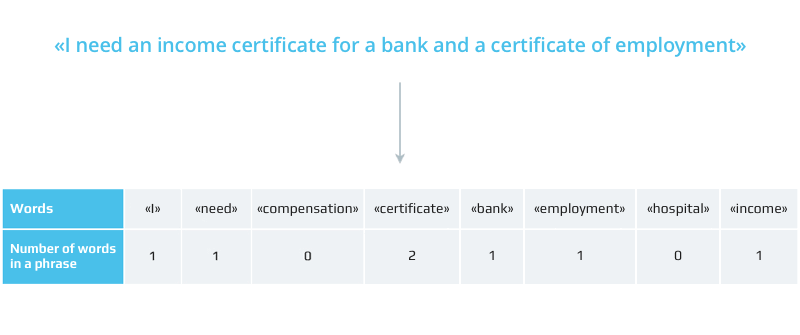 «I need an income certificate for a bank and a certificate of employment»
Words «I» «need» «compensation» «certificate» «bank» «employment» «hospital» «income»
Number of words
in a phrase 1 1 0 2 1 1 0 1